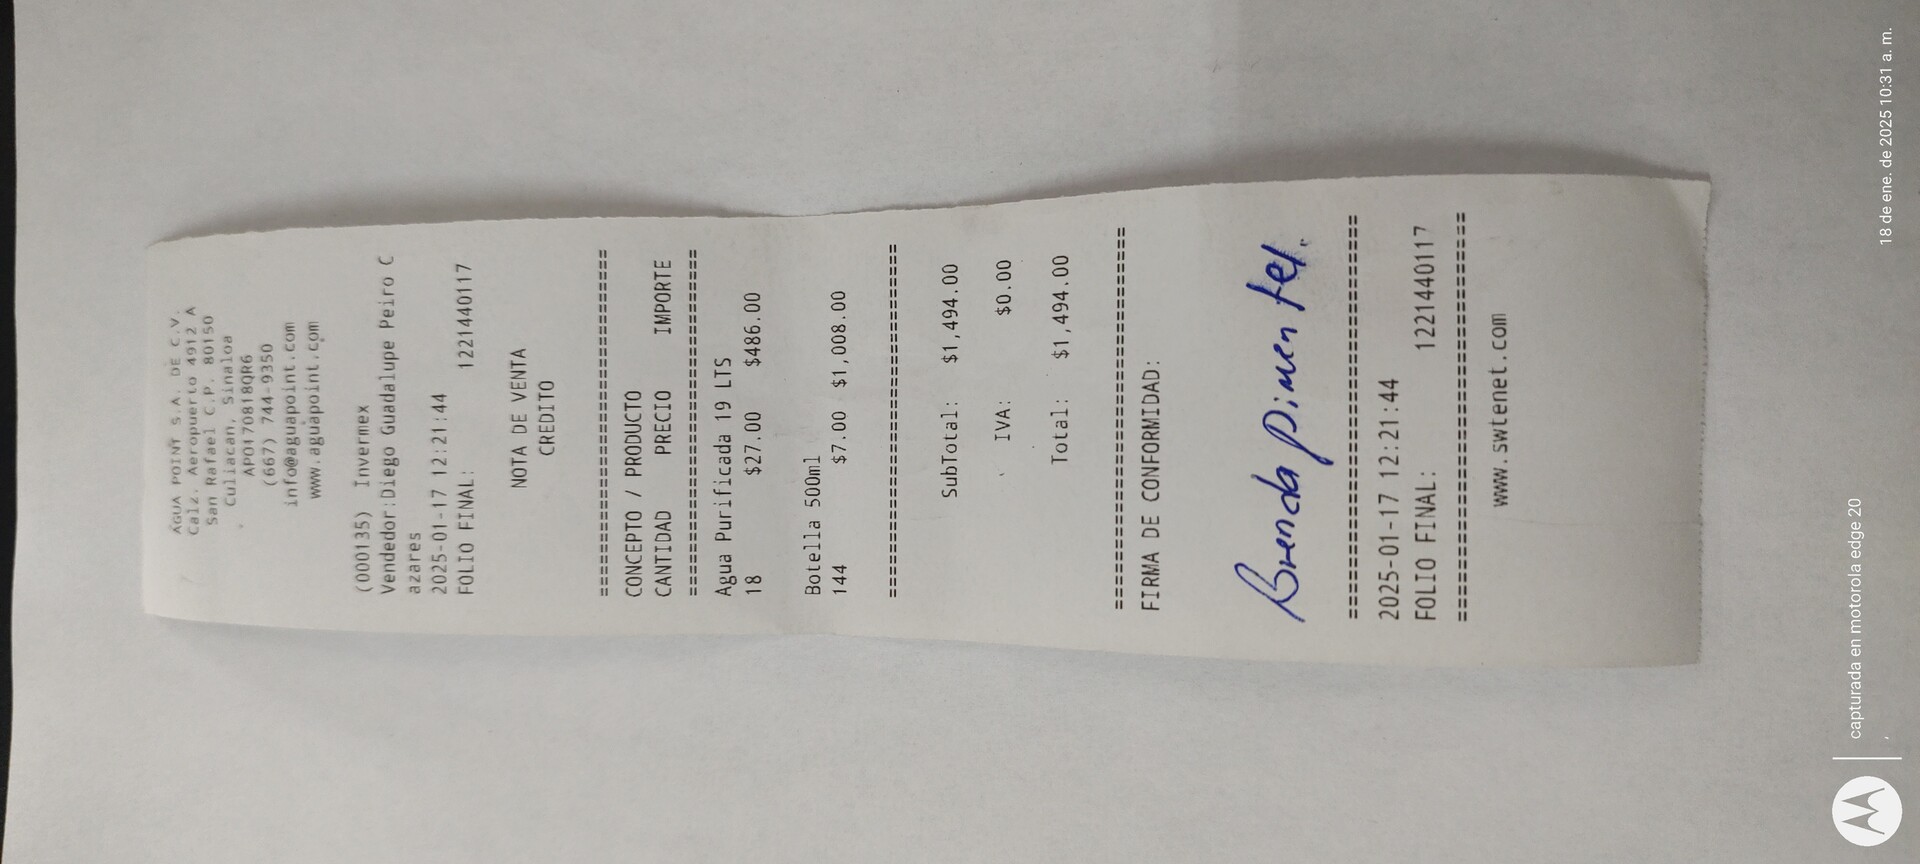 AGUA POINT S.A. DE C.V.
Calz. Aeropuerto 4912 A
San Rafael C.P. 80150
Culiacan, Sinaloa
APO170818QR6
(667) 744-9350
info@aguapoint.com
www.aguapoint.com
(000135) Invermex
Vendedor:Diego Guadalupe Peiro C
azares
2025-01-17 12:21:44
FOLIO FINAL: 1221440117
NOTA DE VENTA
CREDITO
================================
CONCEPTO / PRODUCTO
CANTIDAD PRECIO IMPORTE
================================
Agua Purificada 19 LTS
18 $27.00 $486.00
Botella 500ml
144 $7.00 $1,008.00
================================
SubTotal: $1,494.00
IVA: $0.00
Total: $1,494.00
================================
FIRMA DE CONFORMIDAD:
Brenda Pimentel.
================================
2025-01-17 12:21:44
FOLIO FINAL: 1221440117
================================
www.swtenet.com
capturada en motorola edge 20
18 de ene. de 2025 10:31 a. m.